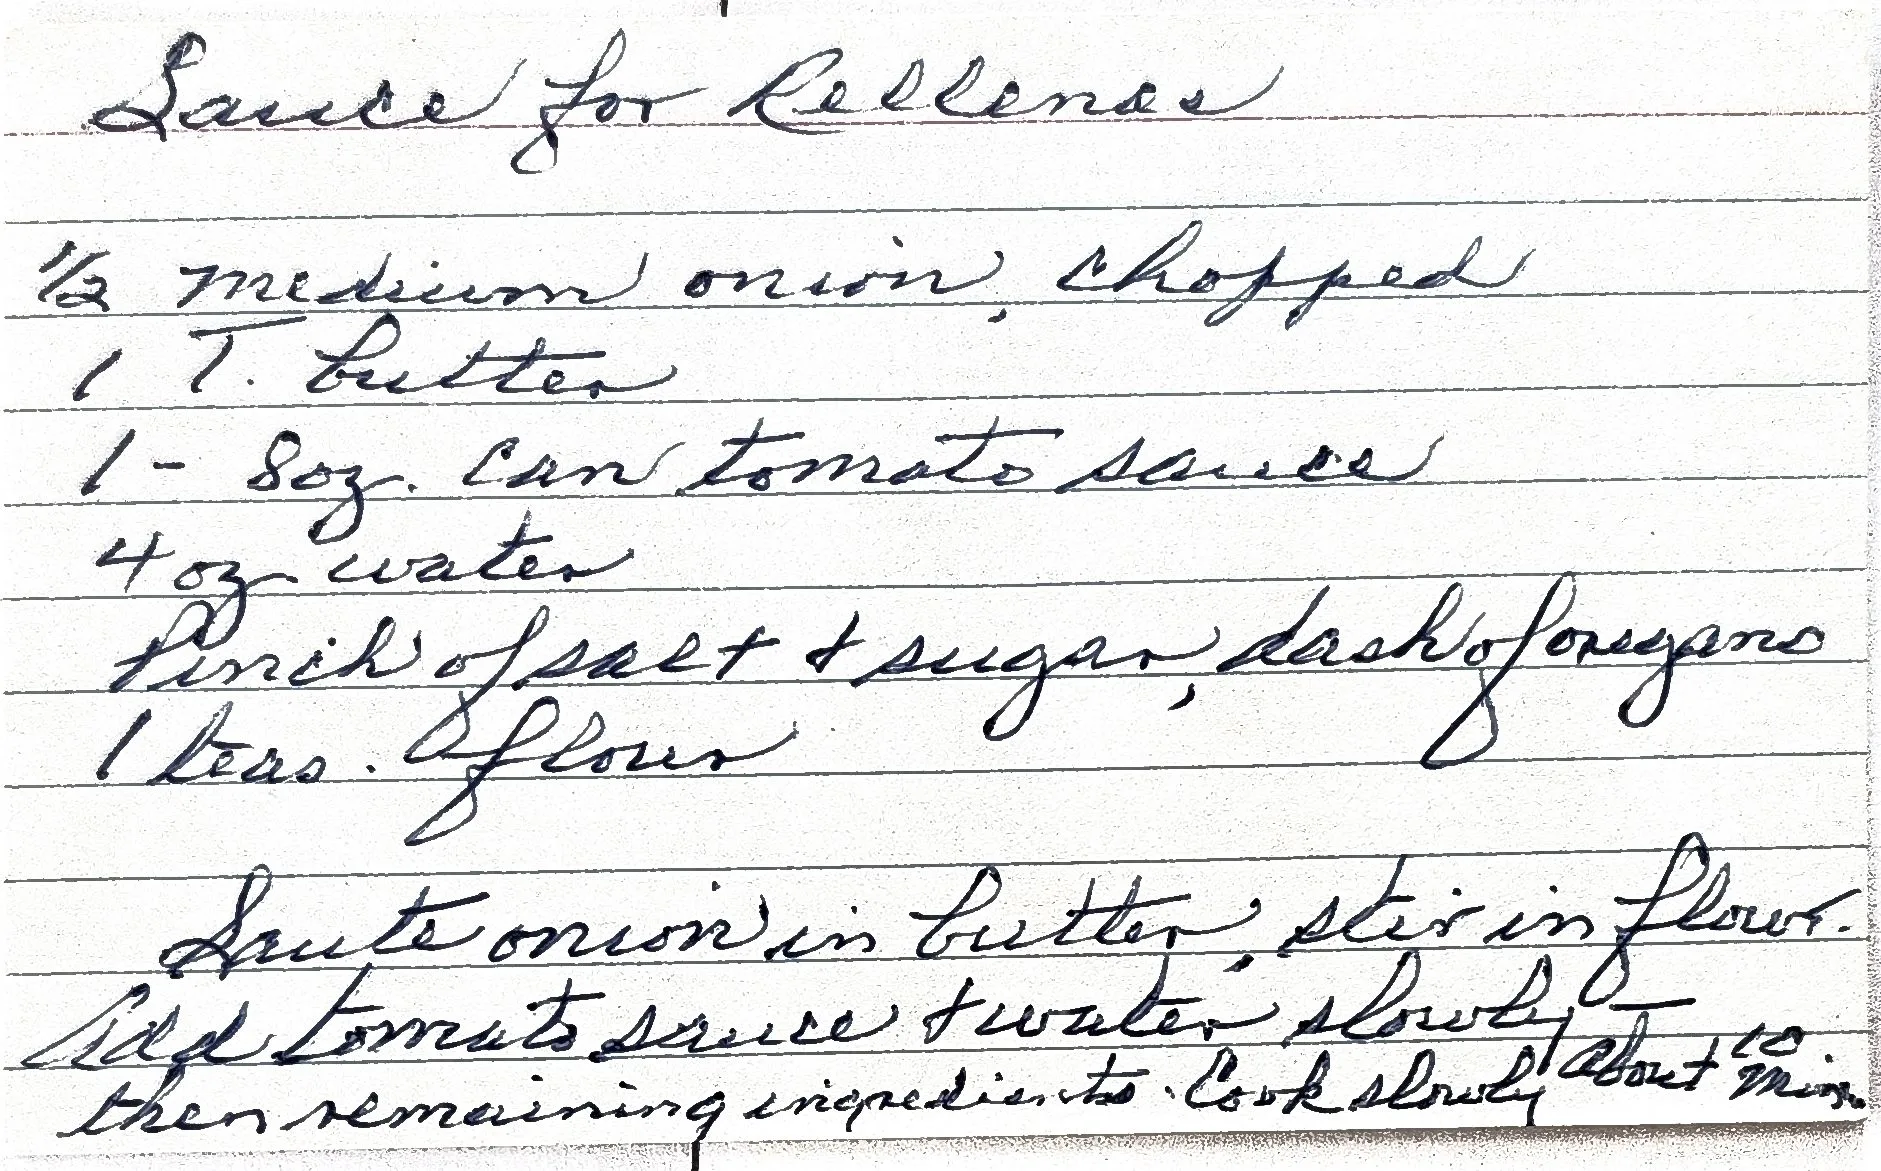 Sauce for Rellenas
1/2 medium onion, chopped
1 T. butter
1 - 8oz. can tomato sauce
4 oz. water
Pinch of salt + sugar, dash of oregano
1 teas. flour
Saute onion in butter, stir in flour.
Add tomato sauce + water slowly —
then remaining ingredients. Cook slowly about 10 min.